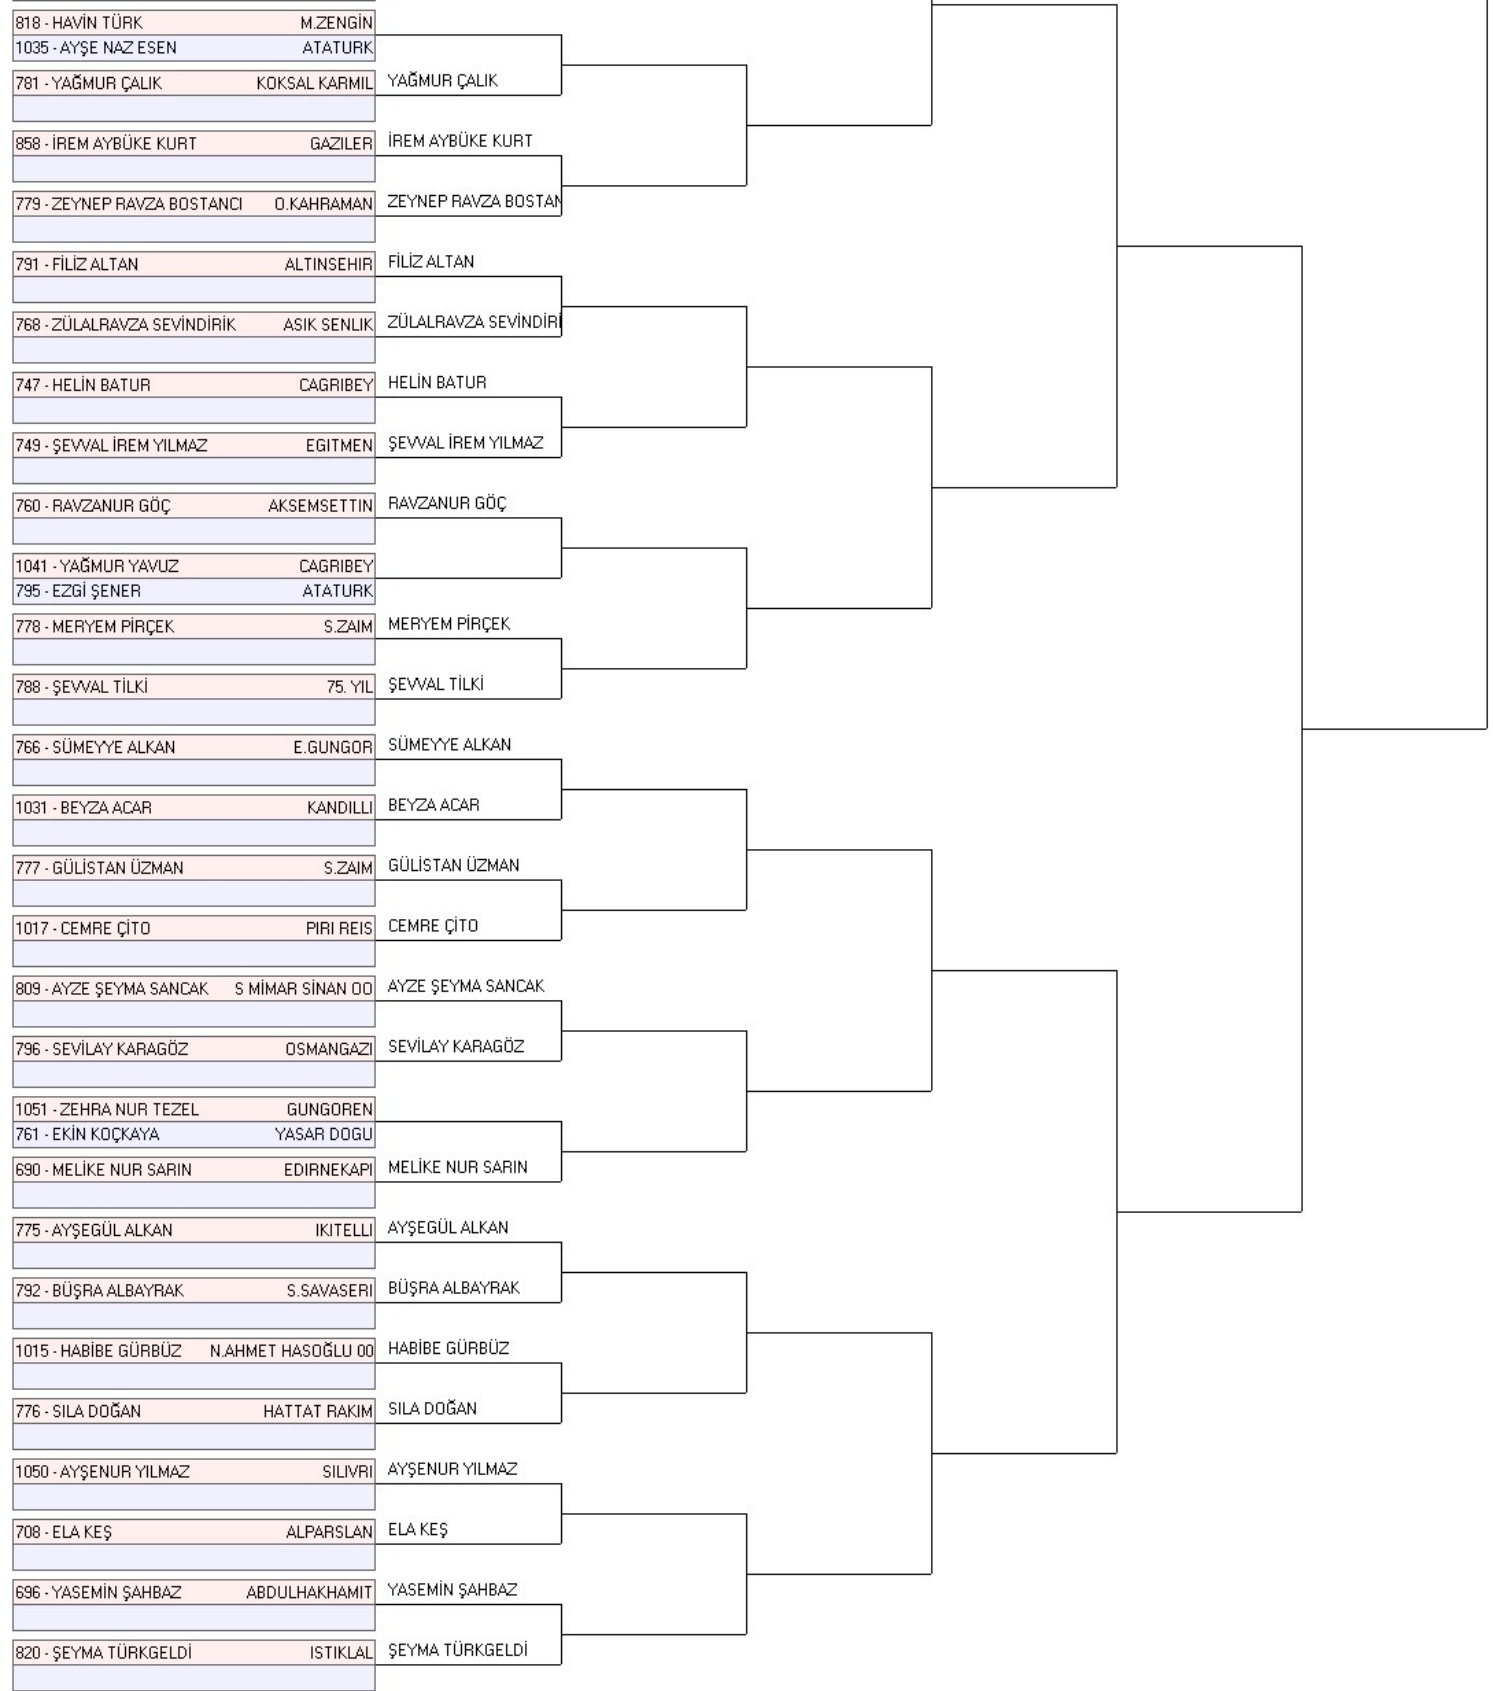 818 - HAVİN TÜRK M.ZENGİN
1035 - AYŞE NAZ ESEN ATATURK
781 - YAĞMUR ÇALIK KOKSAL KARMIL YAĞMUR ÇALIK
858 - İREM AYBÜKE KURT GAZILER İREM AYBÜKE KURT
779 - ZEYNEP RAVZA BOSTANCI O.KAHRAMAN ZEYNEP RAVZA BOSTAN
791 - FİLİZ ALTAN ALTINSEHIR FİLİZ ALTAN
768 - ZÜLALRAVZA SEVİNDİRİK ASIK SENLIK ZÜLALRAVZA SEVİNDİRİ
747 - HELİN BATUR CAGRIBEY HELİN BATUR
749 - ŞEVVAL İREM YILMAZ EGITMEN ŞEVVAL İREM YILMAZ
760 - RAVZANUR GÖÇ AKSEMSETTIN RAVZANUR GÖÇ
1041 - YAĞMUR YAVUZ CAGRIBEY
795 - EZGİ ŞENER ATATURK
778 - MERYEM PİRÇEK S.ZAIM MERYEM PİRÇEK
788 - ŞEVVAL TİLKİ 75. YIL ŞEVVAL TİLKİ
766 - SÜMEYYE ALKAN E.GUNGOR SÜMEYYE ALKAN
1031 - BEYZA ACAR KANDILLI BEYZA ACAR
777 - GÜLİSTAN ÜZMAN S.ZAIM GÜLİSTAN ÜZMAN
1017 - CEMRE ÇİTO PIRI REIS CEMRE ÇİTO
809 - AYZE ŞEYMA SANCAK S MİMAR SİNAN OO AYZE ŞEYMA SANCAK
796 - SEVİLAY KARAGÖZ OSMANGAZI SEVİLAY KARAGÖZ
1051 - ZEHRA NUR TEZEL GUNGOREN
761 - EKİN KOÇKAYA YASAR DOGU
690 - MELİKE NUR SARIN EDIRNEKAPI MELİKE NUR SARIN
775 - AYŞEGÜL ALKAN IKITELLI AYŞEGÜL ALKAN
792 - BÜŞRA ALBAYRAK S.SAVASERI BÜŞRA ALBAYRAK
1015 - HABİBE GÜRBÜZ N.AHMET HASOĞLU 00 HABİBE GÜRBÜZ
776 - SILA DOĞAN HATTAT RAKIM SILA DOĞAN
1050 - AYŞENUR YILMAZ SILIVRI AYŞENUR YILMAZ
708 - ELA KEŞ ALPARSLAN ELA KEŞ
696 - YASEMİN ŞAHBAZ ABDULHAKHAMIT YASEMİN ŞAHBAZ
820 - ŞEYMA TÜRKGELDİ ISTIKLAL ŞEYMA TÜRKGELDİ